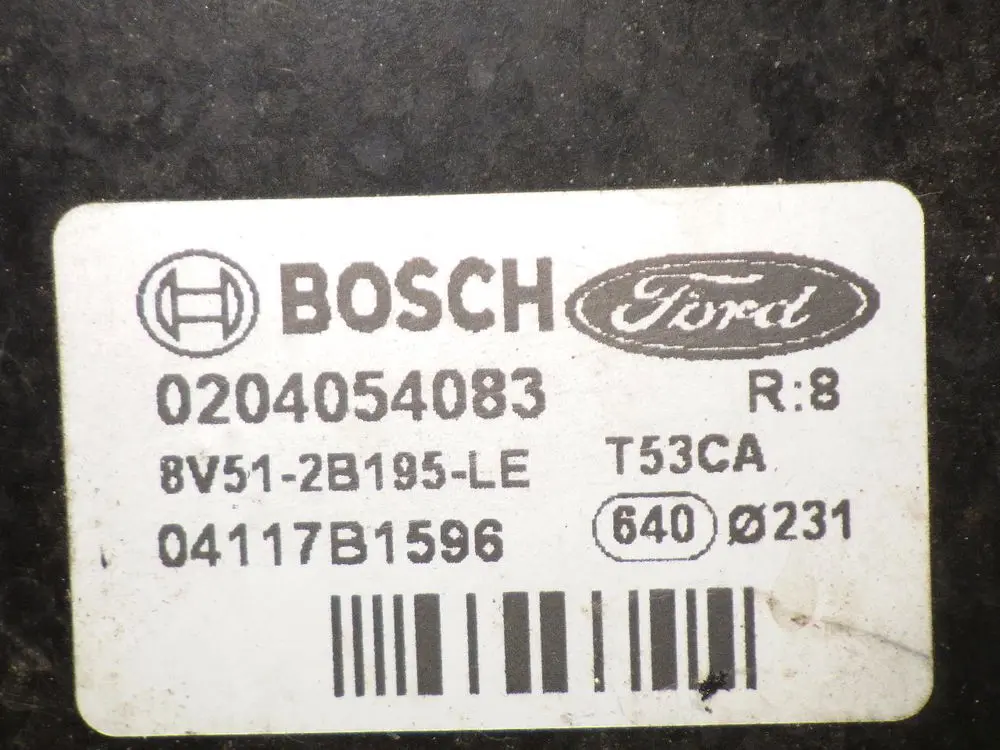 BOSCH Ford
0204054083 R:8
8V51-2B195-LE T53CA
04117B1596 640 Ø231